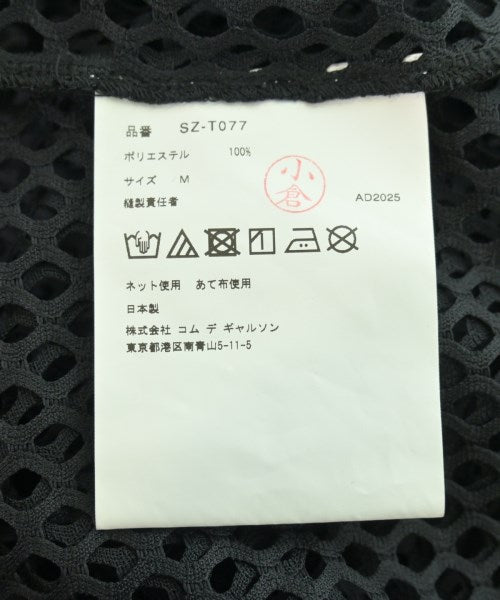 品番 SZ-T077
ポリエステル 100%
サイズ M
縫製責任者 小倉 AD2025
ネット使用 あて布使用
日本製
株式会社 コム デ ギャルソン
東京都港区南青山5-11-5